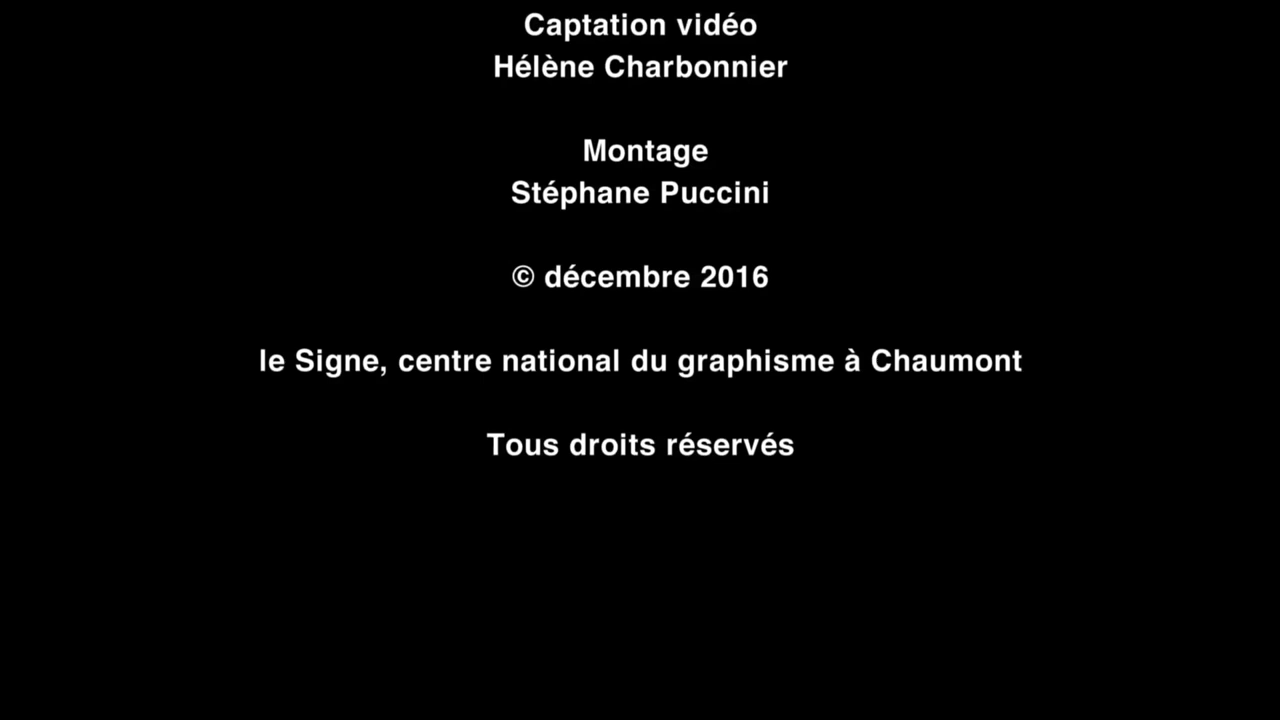 Captation vidéo
Hélène Charbonnier
Montage
Stéphane Puccini
© décembre 2016
le Signe, centre national du graphisme à Chaumont
Tous droits réservés